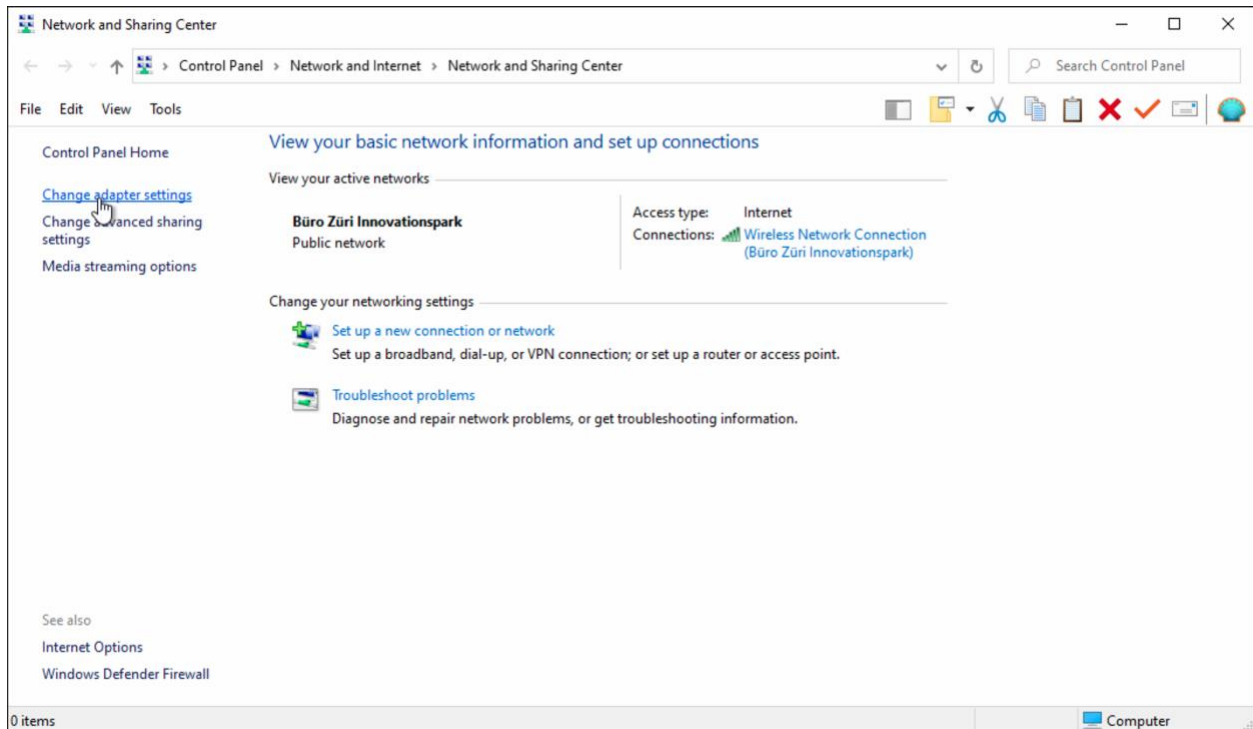 Network and Sharing Center
Control Panel > Network and Internet > Network and Sharing Center
Search Control Panel
File Edit View Tools
Control Panel Home
Change adapter settings
Change advanced sharing
settings
Media streaming options
View your basic network information and set up connections
View your active networks
Büro Züri Innovationspark
Public network
Access type: Internet
Connections: Wireless Network Connection
(Büro Züri Innovationspark)
Change your networking settings
Set up a new connection or network
Set up a broadband, dial-up, or VPN connection; or set up a router or access point.
Troubleshoot problems
Diagnose and repair network problems, or get troubleshooting information.
See also
Internet Options
Windows Defender Firewall
0 items
Computer